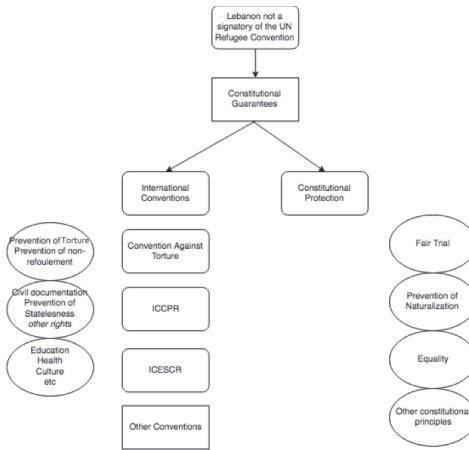 Lebanon not a
signatory of the UN
Refugee Convention
Constitutional
Guarantees
International
Conventions
Constitutional
Protection
Prevention of Torture
Prevention of non-
refoulement
Convention Against
Torture
Fair Trial
Civil documentation
Prevention of
Statelesness
other rights
ICCPR
Prevention of
Naturalization
Education
Health
Culture
etc
ICESCR
Equality
Other Conventions
Other constitutional
principles